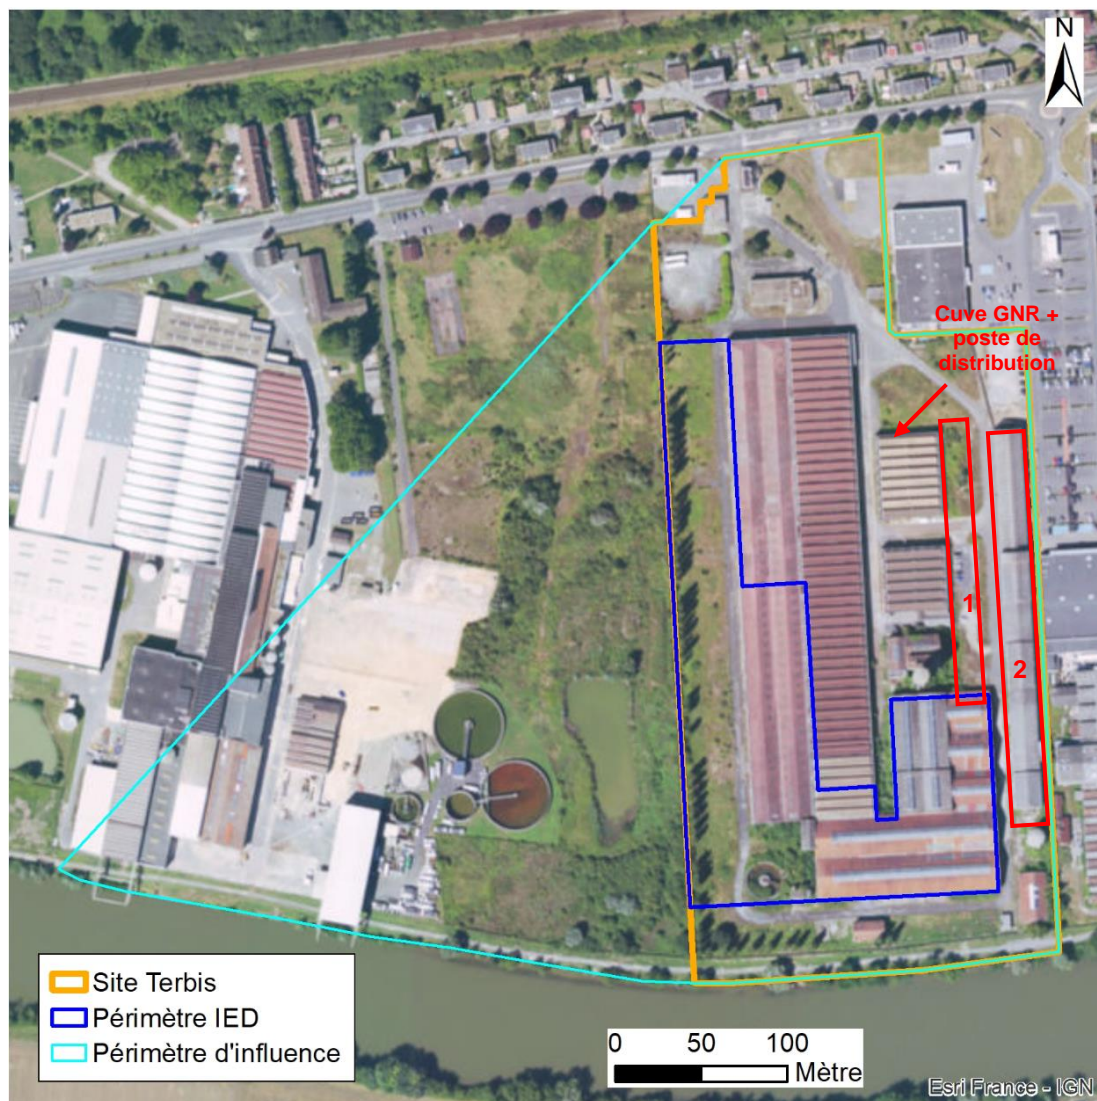 N
Cuve GNR +
poste de
distribution
1
2
Site Terbis
Périmètre IED
Périmètre d'influence
0 50 100
Mètre
Esri France - IGN